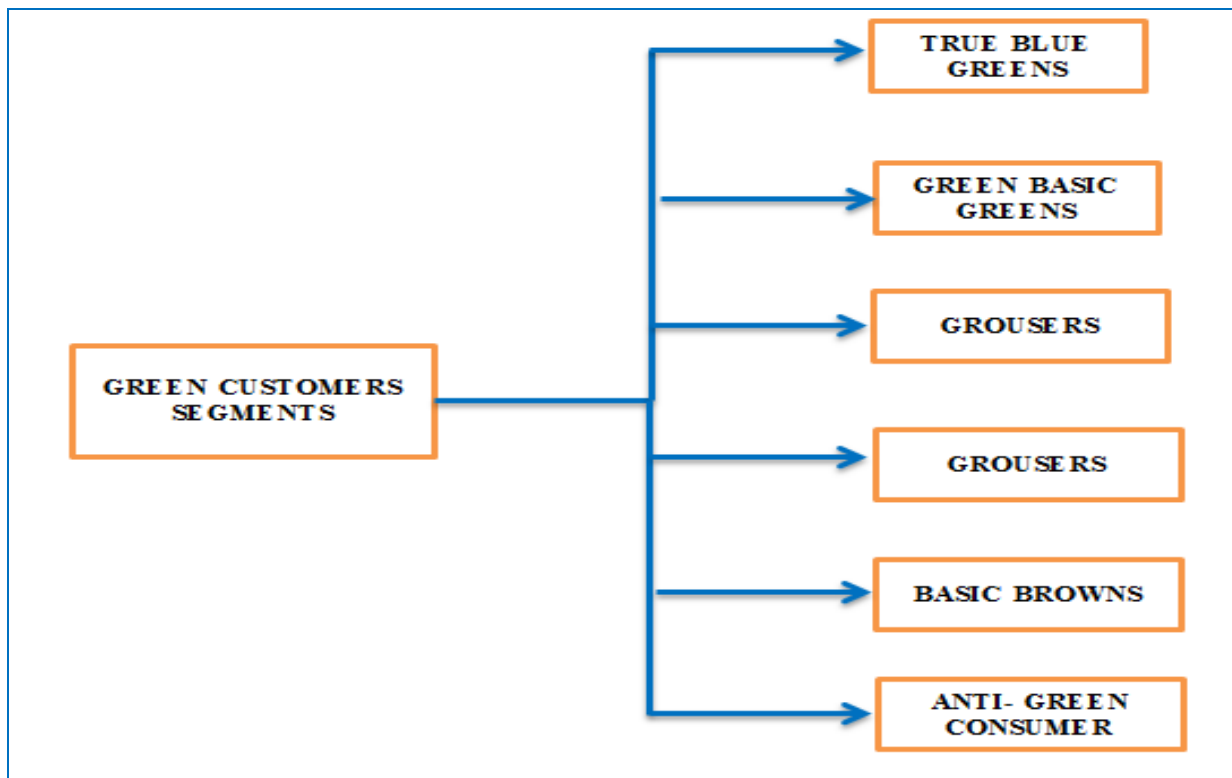 TRUE BLUE
GREENS
GREEN BASIC
GREENS
GROUSERS
GREEN CUSTOMERS
SEGMENTS
GROUSERS
BASIC BROWNS
ANTI- GREEN
CONSUMER